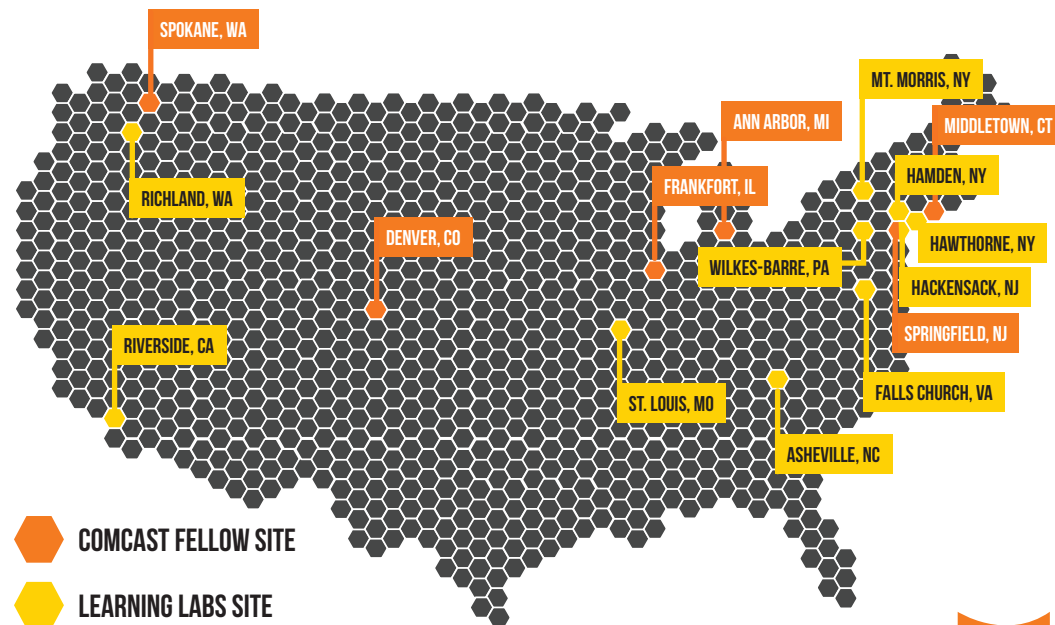 SPOKANE, WA
MT. MORRIS, NY
ANN ARBOR, MI
MIDDLETOWN, CT
HAMDEN, NY
FRANKFORT, IL
RICHLAND, WA
DENVER, CO
HAWTHORNE, NY
WILKES-BARRE, PA
HACKENSACK, NJ
SPRINGFIELD, NJ
RIVERSIDE, CA
FALLS CHURCH, VA
ST. LOUIS, MO
ASHEVILLE, NC
COMCAST FELLOW SITE
LEARNING LABS SITE